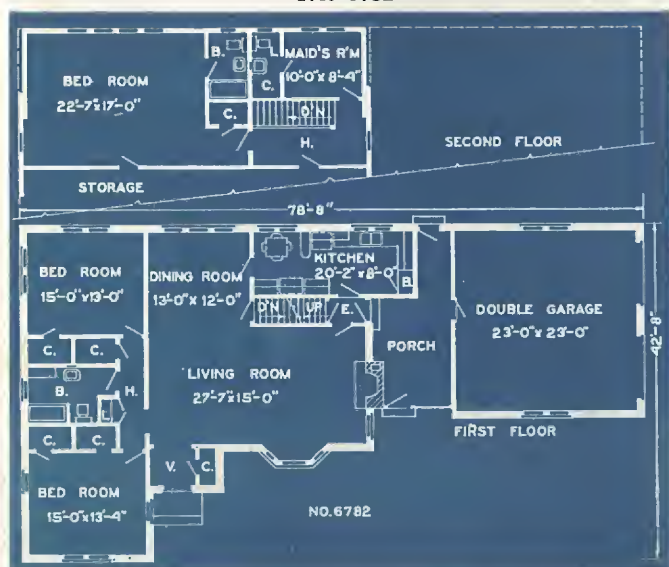 B.
L.
MAID'S R'M
10'-0"x 8'-4"
BED ROOM
22'-7"x17'-0"
C.
C.
D'N
H.
SECOND FLOOR
STORAGE
78'-8"
BED ROOM
15'-0"x13'-0"
DINING ROOM
13'-0"x 12'-0"
KITCHEN
20'-2"x8'-0"
B.
D'N
UP
E.
DOUBLE GARAGE
23'-0"x 23'-0"
42'-8"
PORCH
C.
C.
B.
H.
L.
LIVING ROOM
27'-7"x15'-0"
C.
C.
V.
C.
FIRST FLOOR
BED ROOM
15'-0"x13'-4"
NO.6782